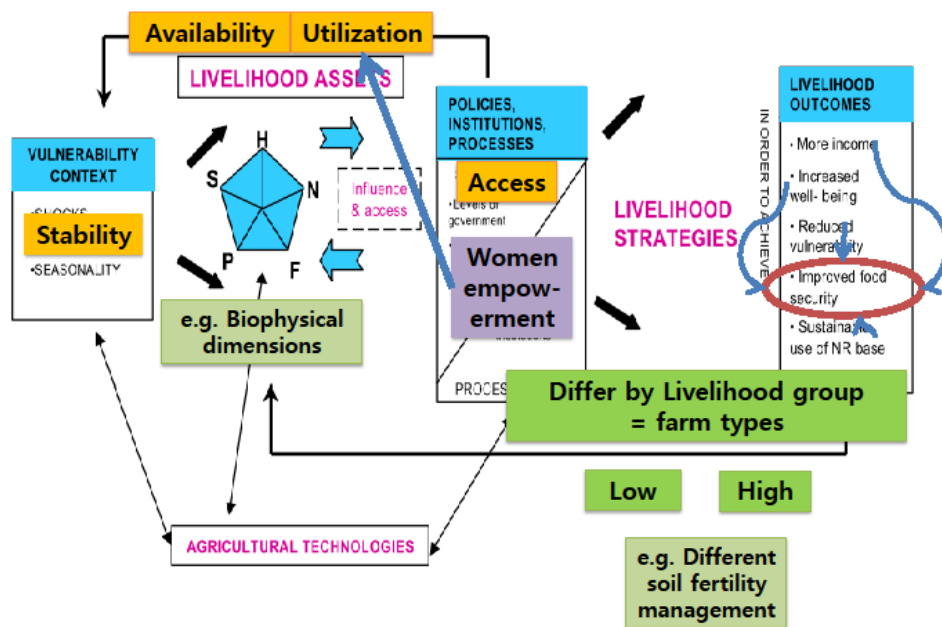 Availability
Utilization
LIVELIHOOD ASSETS
VULNERABILITY
CONTEXT
Stability
•SEASONALITY
H
S
N
P
F
Influence
& access
e.g. Biophysical
dimensions
POLICIES,
INSTITUTIONS,
PROCESSES
Access
•Levels of
government
Women
empow-
erment
LIVELIHOOD
STRATEGIES
IN ORDER TO ACHIEVE
LIVELIHOOD
OUTCOMES
• More income
• Increased
well- being
• Reduced
vulnerability
• Improved food
security
• Sustainable
use of NR base
Differ by Livelihood group
= farm types
Low
High
AGRICULTURAL TECHNOLOGIES
e.g. Different
soil fertility
management